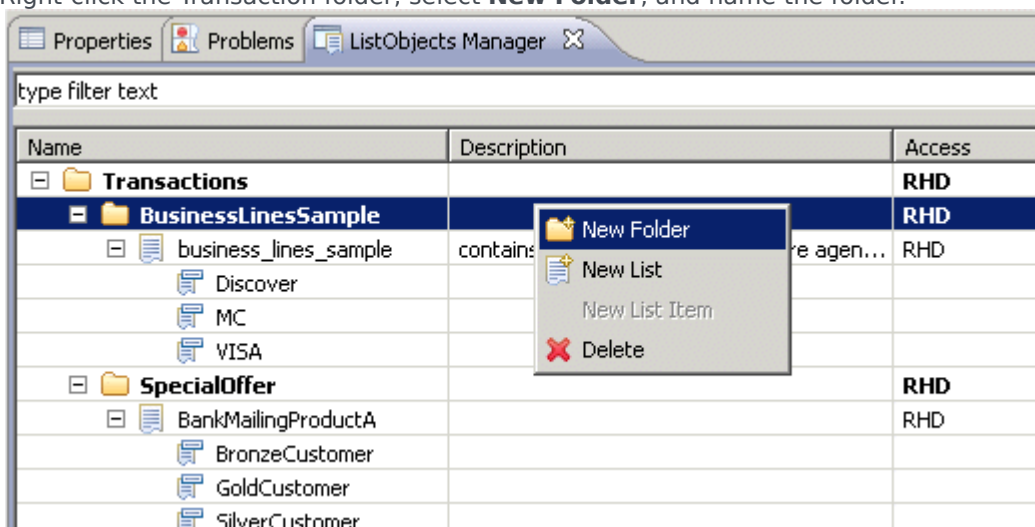 Right-click the Transaction folder, select New Folder, and name the folder.
Properties Problems ListObjects Manager
type filter text
Name Description Access
Transactions RHD
BusinessLinesSample RHD
New Folder
business_lines_sample contains re agen... RHD
New List
Discover
New List Item
MC
Delete
VISA
SpecialOffer RHD
BankMailingProductA RHD
BronzeCustomer
GoldCustomer
SilverCustomer